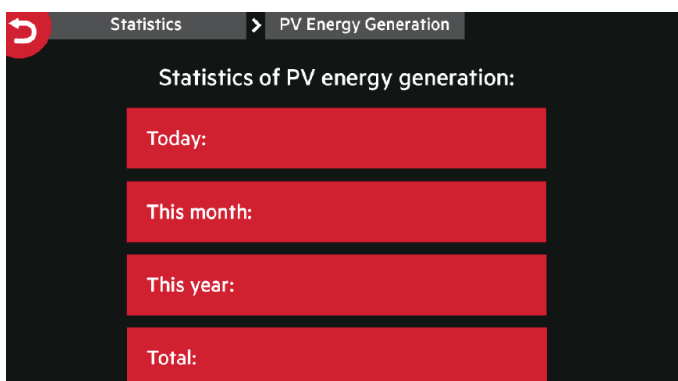 Statistics > PV Energy Generation
Statistics of PV energy generation:
Today:
This month:
This year:
Total: